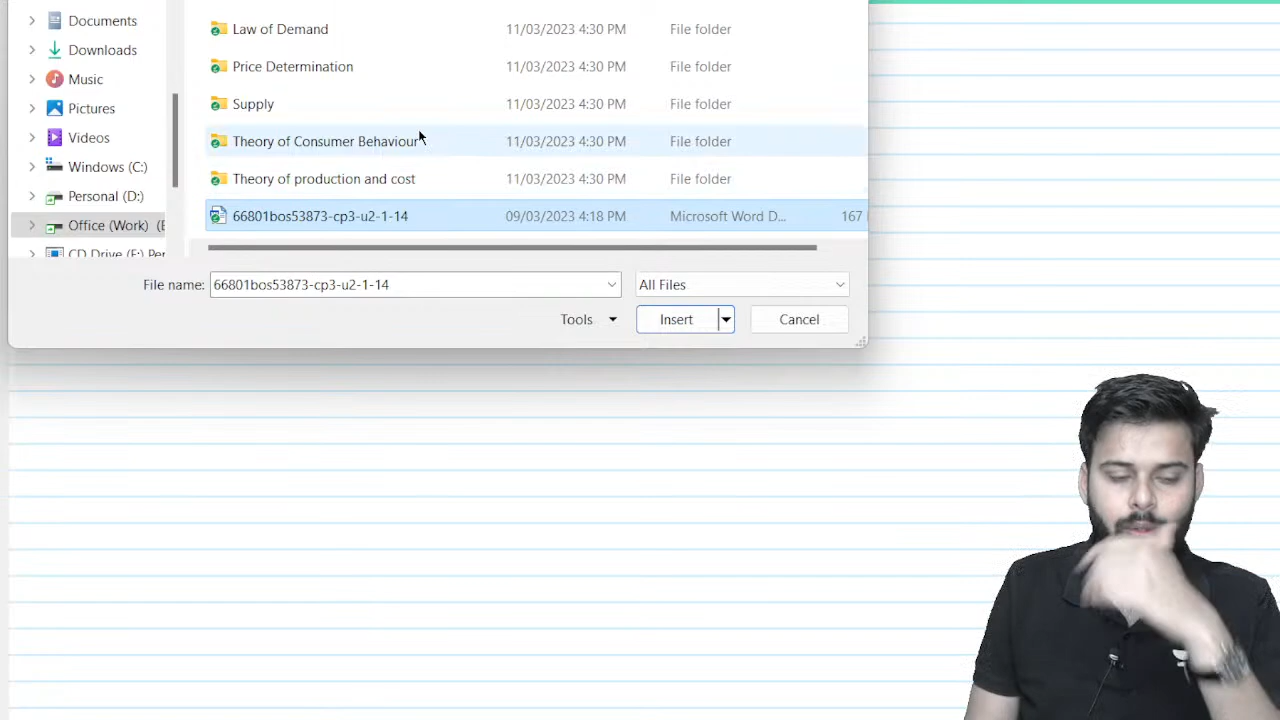 Documents
Downloads
Music
Pictures
Videos
Windows (C:)
Personal (D:)
Office (Work) (E
CD Drive (F:) Per
Law of Demand 11/03/2023 4:30 PM File folder
Price Determination 11/03/2023 4:30 PM File folder
Supply 11/03/2023 4:30 PM File folder
Theory of Consumer Behaviour 11/03/2023 4:30 PM File folder
Theory of production and cost 11/03/2023 4:30 PM File folder
66801bos53873-cp3-u2-1-14 09/03/2023 4:18 PM Microsoft Word D... 167
File name: 66801bos53873-cp3-u2-1-14 All Files
Tools Insert Cancel